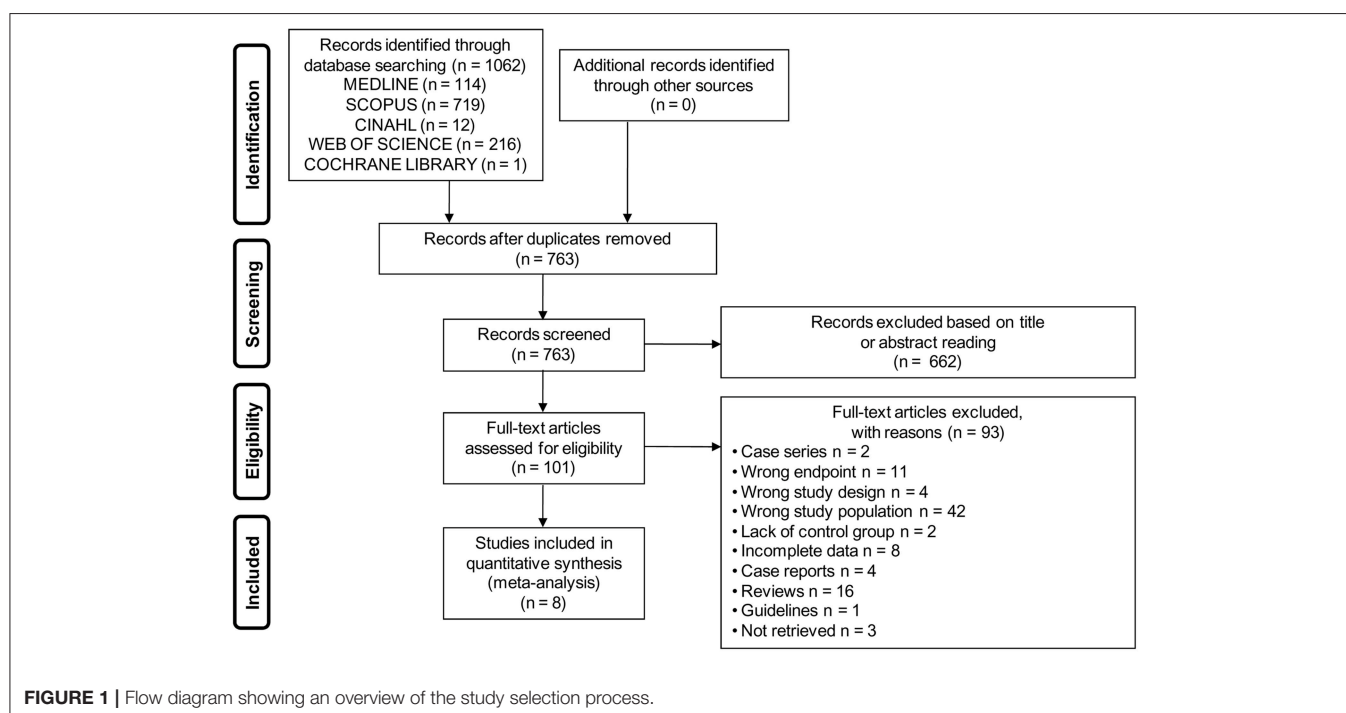 Identification
Records identified through
database searching (n = 1062)
MEDLINE (n = 114)
SCOPUS (n = 719)
CINAHL (n = 12)
WEB OF SCIENCE (n = 216)
COCHRANE LIBRARY (n = 1)
Additional records identified
through other sources
(n = 0)
Screening
Records after duplicates removed
(n = 763)
Records screened
(n = 763)
Records excluded based on title
or abstract reading
(n = 662)
Eligibility
Full-text articles
assessed for eligibility
(n = 101)
Full-text articles excluded,
with reasons (n = 93)
• Case series n = 2
• Wrong endpoint n = 11
• Wrong study design n = 4
• Wrong study population n = 42
• Lack of control group n = 2
• Incomplete data n = 8
• Case reports n = 4
• Reviews n = 16
• Guidelines n = 1
• Not retrieved n = 3
Included
Studies included in
quantitative synthesis
(meta-analysis)
(n = 8)
FIGURE 1 | Flow diagram showing an overview of the study selection process.